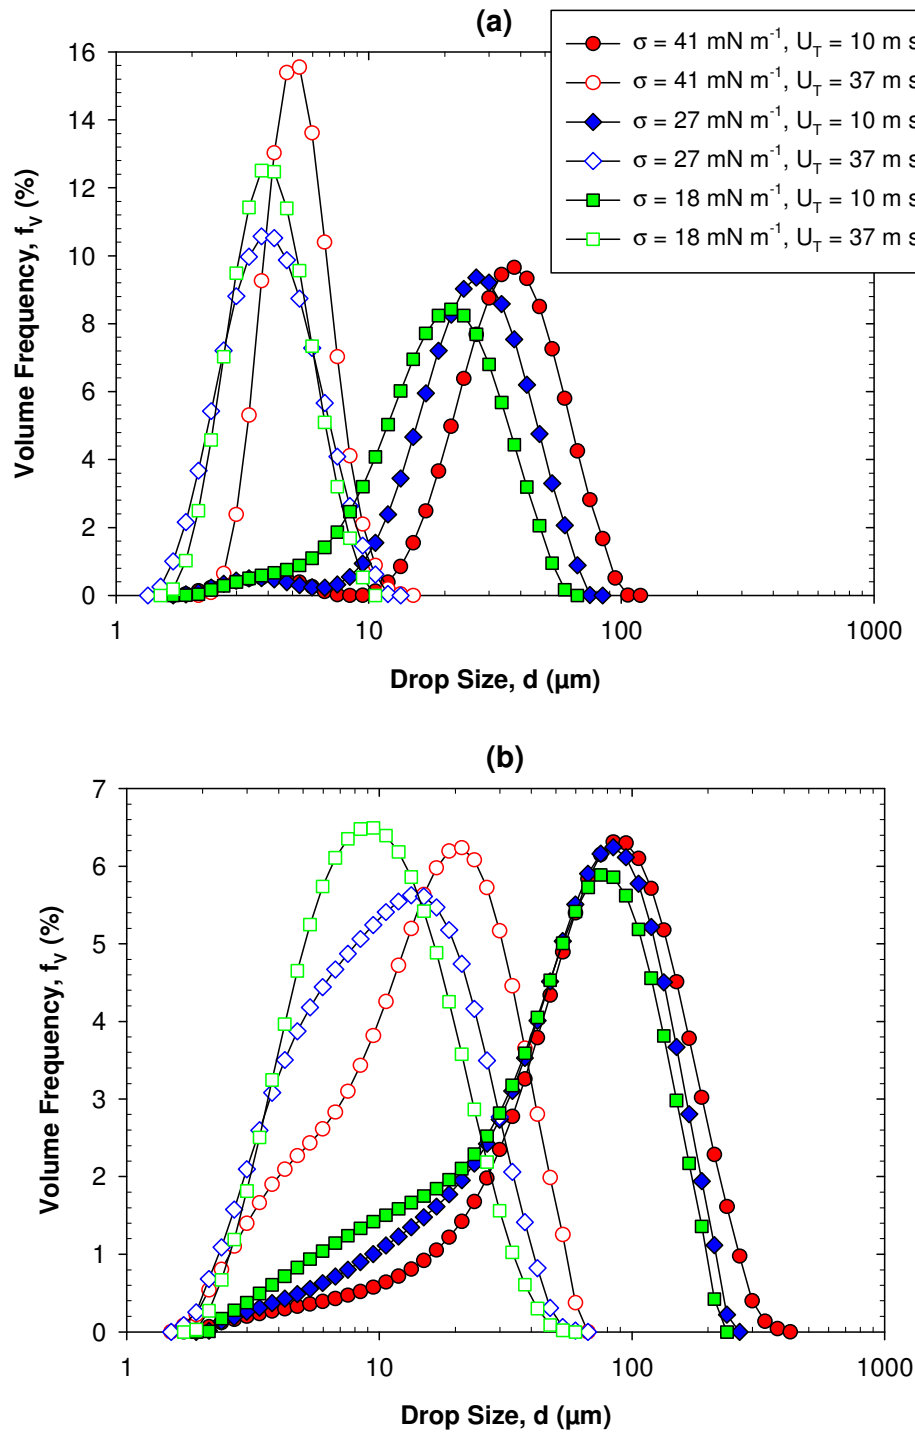 (a)
σ = 41 mN m-1, UT = 10 m s
σ = 41 mN m-1, UT = 37 m s
σ = 27 mN m-1, UT = 10 m s
σ = 27 mN m-1, UT = 37 m s
σ = 18 mN m-1, UT = 10 m s
σ = 18 mN m-1, UT = 37 m s
16
14
12
10
8
6
4
2
0
Volume Frequency, fV (%)
1
10
100
1000
Drop Size, d (µm)
(b)
7
6
5
4
3
2
1
0
Volume Frequency, fV (%)
1
10
100
1000
Drop Size, d (µm)